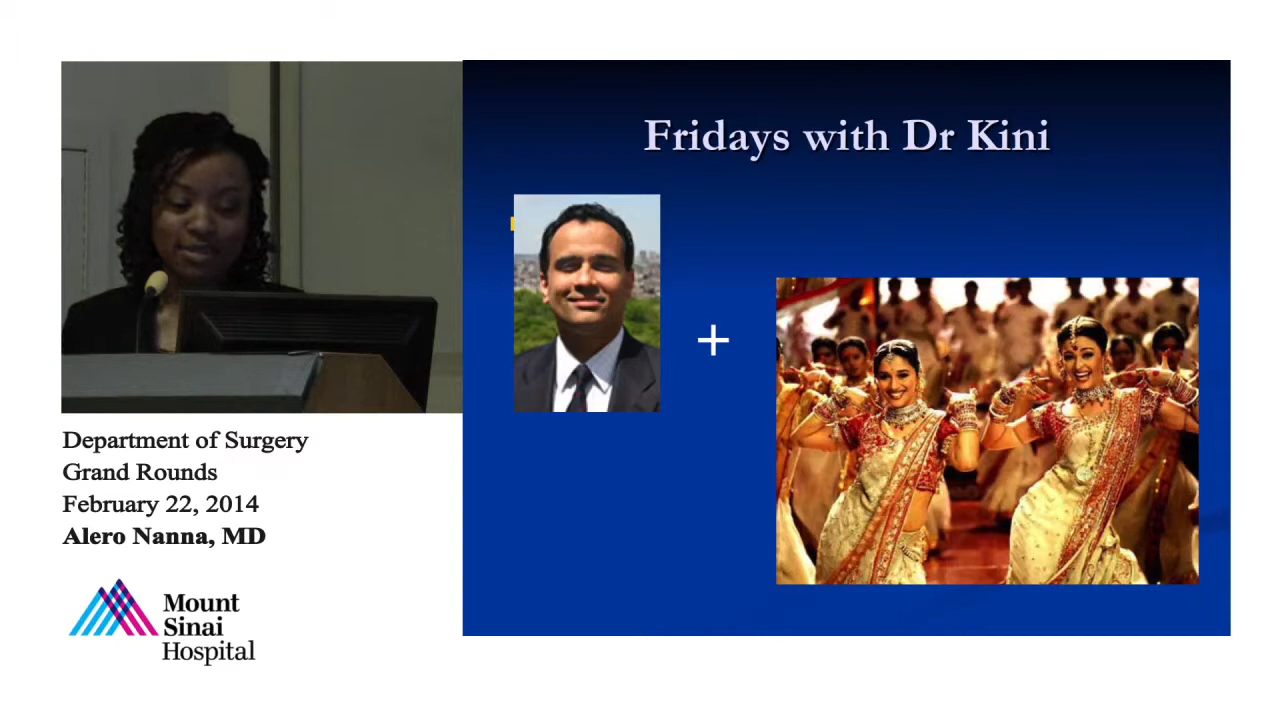 Fridays with Dr Kini
+
Department of Surgery
Grand Rounds
February 22, 2014
Alero Nanna, MD
Mount
Sinai
Hospital